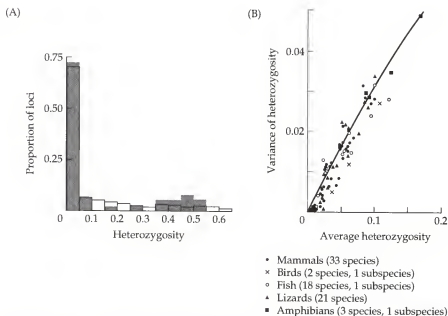 (A)
0.75
0.50
0.25
0
0.1
0.2
0.3
0.4
0.5
0.6
Proportion of loci
Heterozygosity
(B)
0.04
0.02
0
0.1
0.2
Variance of heterozygosity
Average heterozygosity
• Mammals (33 species)
× Birds (2 species, 1 subspecies)
○ Fish (18 species, 1 subspecies)
▲ Lizards (21 species)
■ Amphibians (3 species, 1 subspecies)